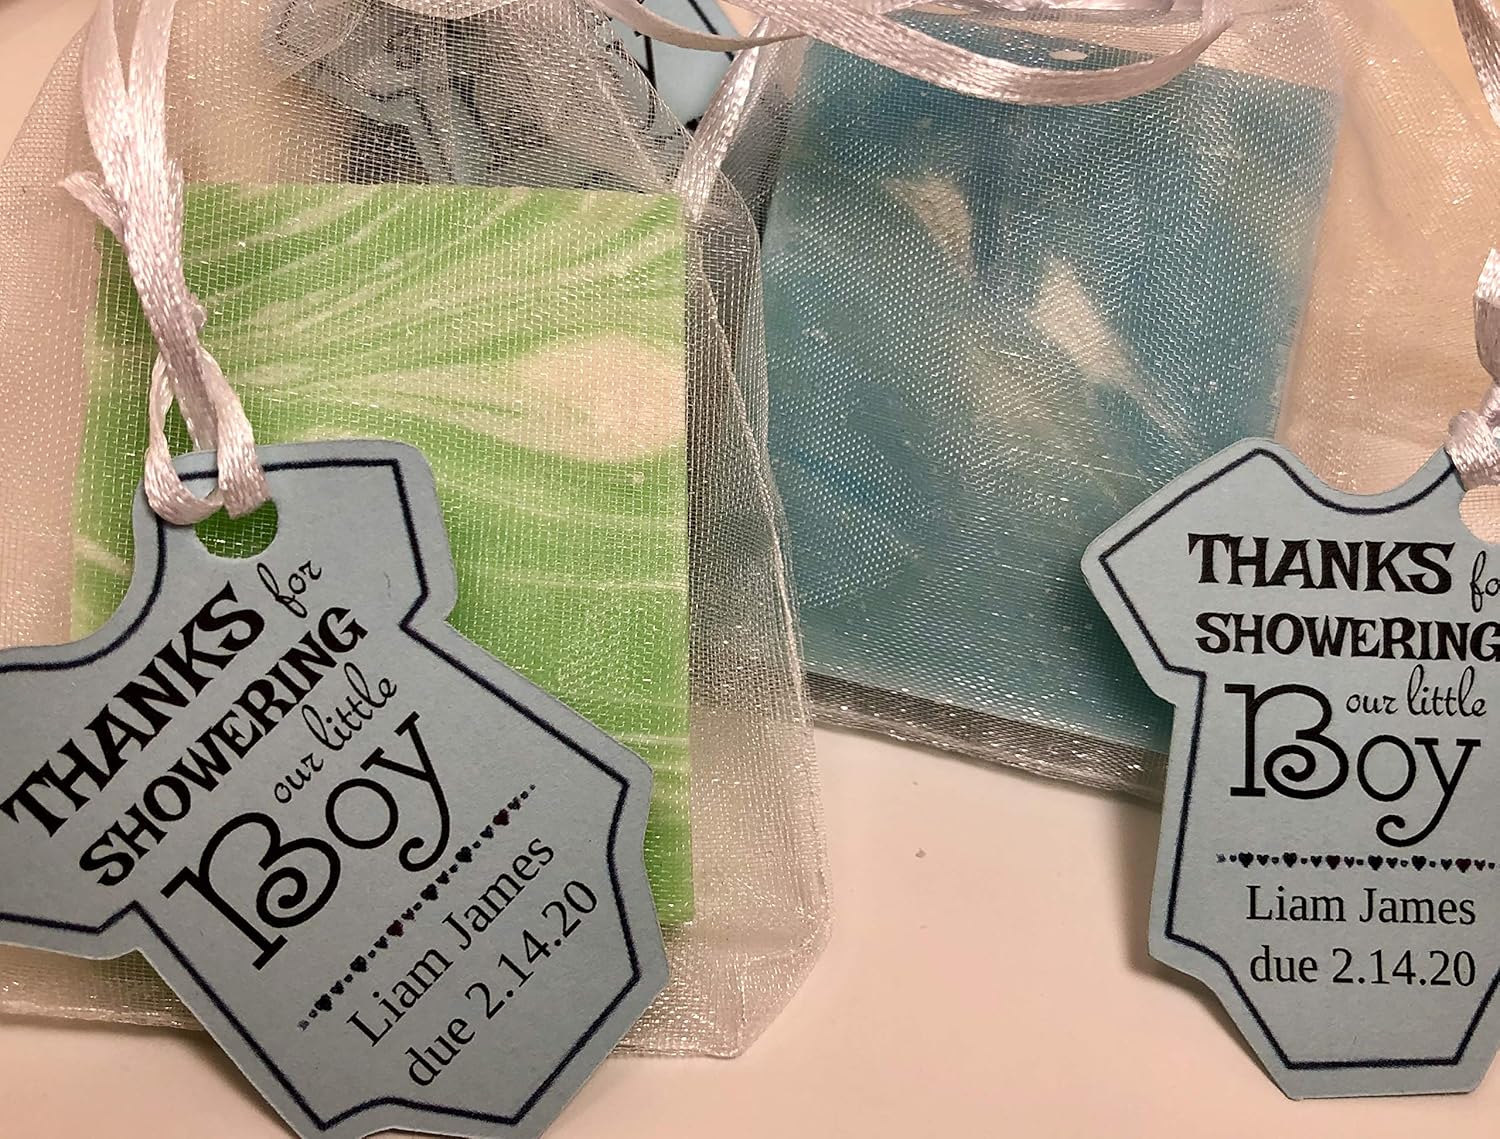 THANKS for
SHOWERING
our little
Boy
Liam James
due 2.14.20
THANKS
SHOWERING
our little
Boy
Liam James
due 2.14.20